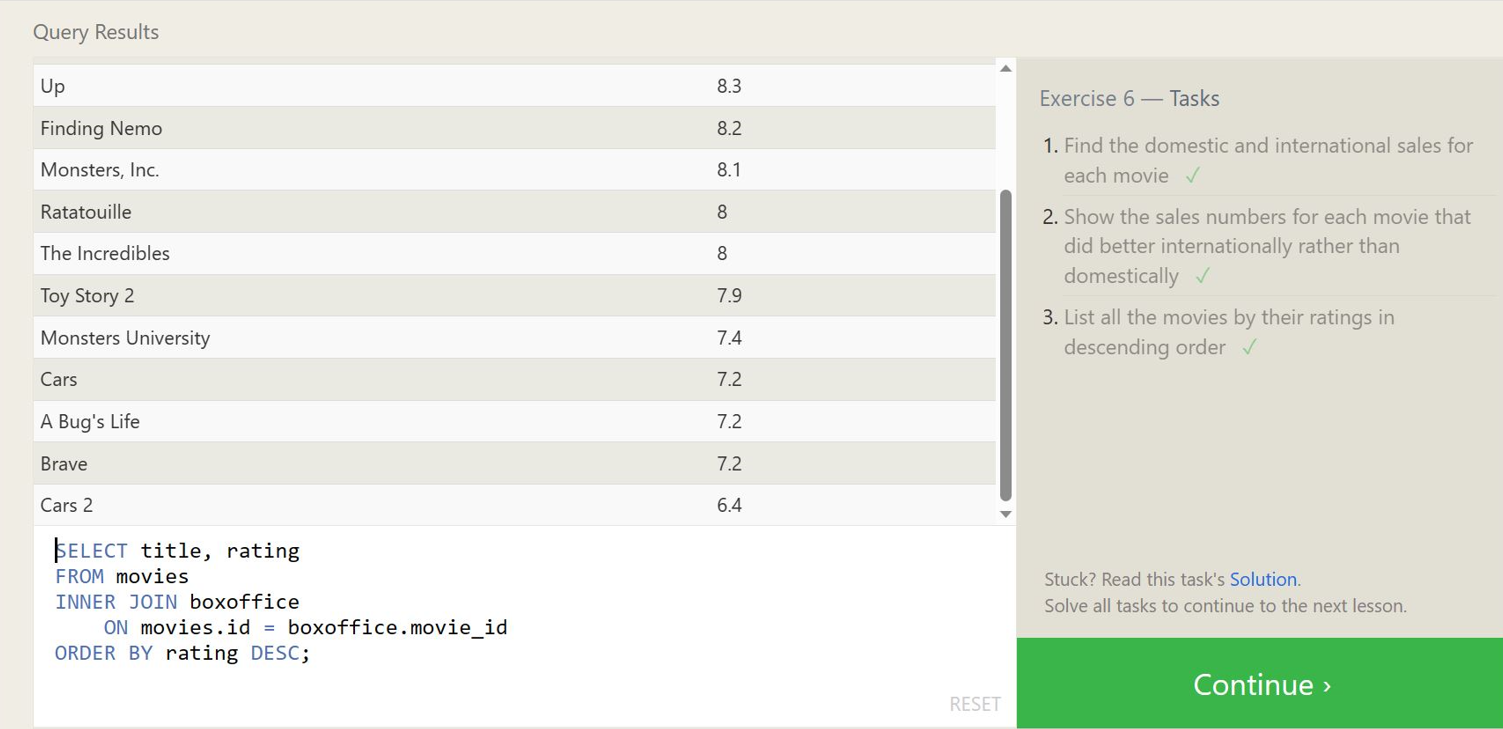 Query Results
Up 8.3
Finding Nemo 8.2
Monsters, Inc. 8.1
Ratatouille 8
The Incredibles 8
Toy Story 2 7.9
Monsters University 7.4
Cars 7.2
A Bug's Life 7.2
Brave 7.2
Cars 2 6.4
SELECT title, rating
FROM movies
INNER JOIN boxoffice
    ON movies.id = boxoffice.movie_id
ORDER BY rating DESC;
RESET
Exercise 6 — Tasks
1. Find the domestic and international sales for
each movie ✓
2. Show the sales numbers for each movie that
did better internationally rather than
domestically ✓
3. List all the movies by their ratings in
descending order ✓
Stuck? Read this task's Solution.
Solve all tasks to continue to the next lesson.
Continue ›